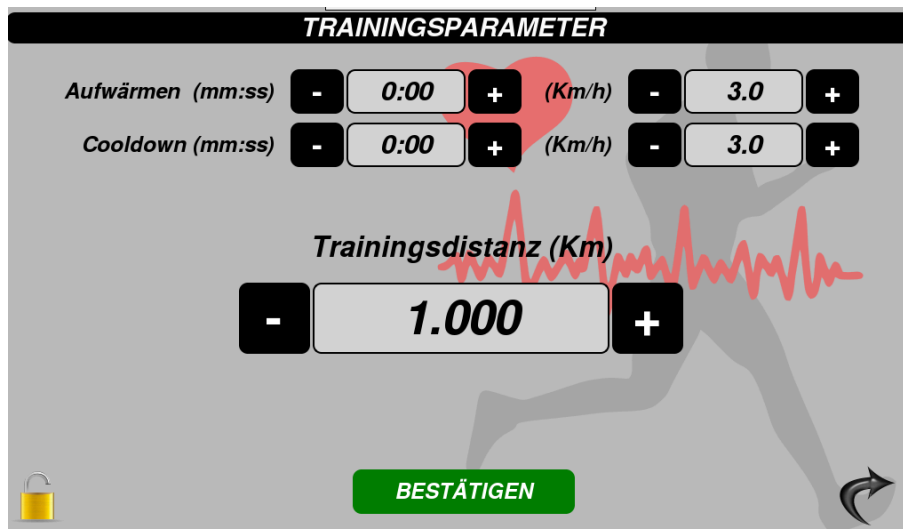 TRAININGSPARAMETER
Aufwärmen (mm:ss) - 0:00 + (Km/h) - 3.0 +
Cooldown (mm:ss) - 0:00 + (Km/h) - 3.0 +
Trainingsdistanz (Km)
- 1.000 +
BESTÄTIGEN